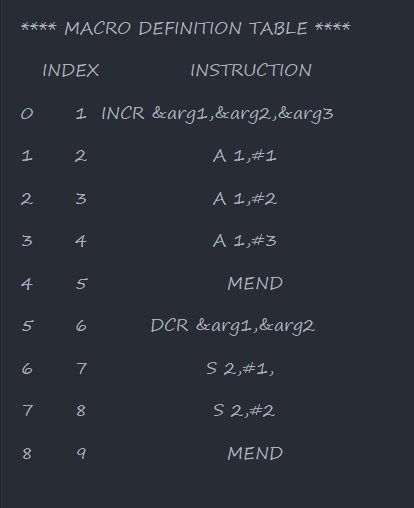 **** MACRO DEFINITION TABLE ****
INDEX INSTRUCTION
0 1 INCR &arg1,&arg2,&arg3
1 2 A 1,#1
2 3 A 1,#2
3 4 A 1,#3
4 5 MEND
5 6 DCR &arg1,&arg2
6 7 S 2,#1,
7 8 S 2,#2
8 9 MEND